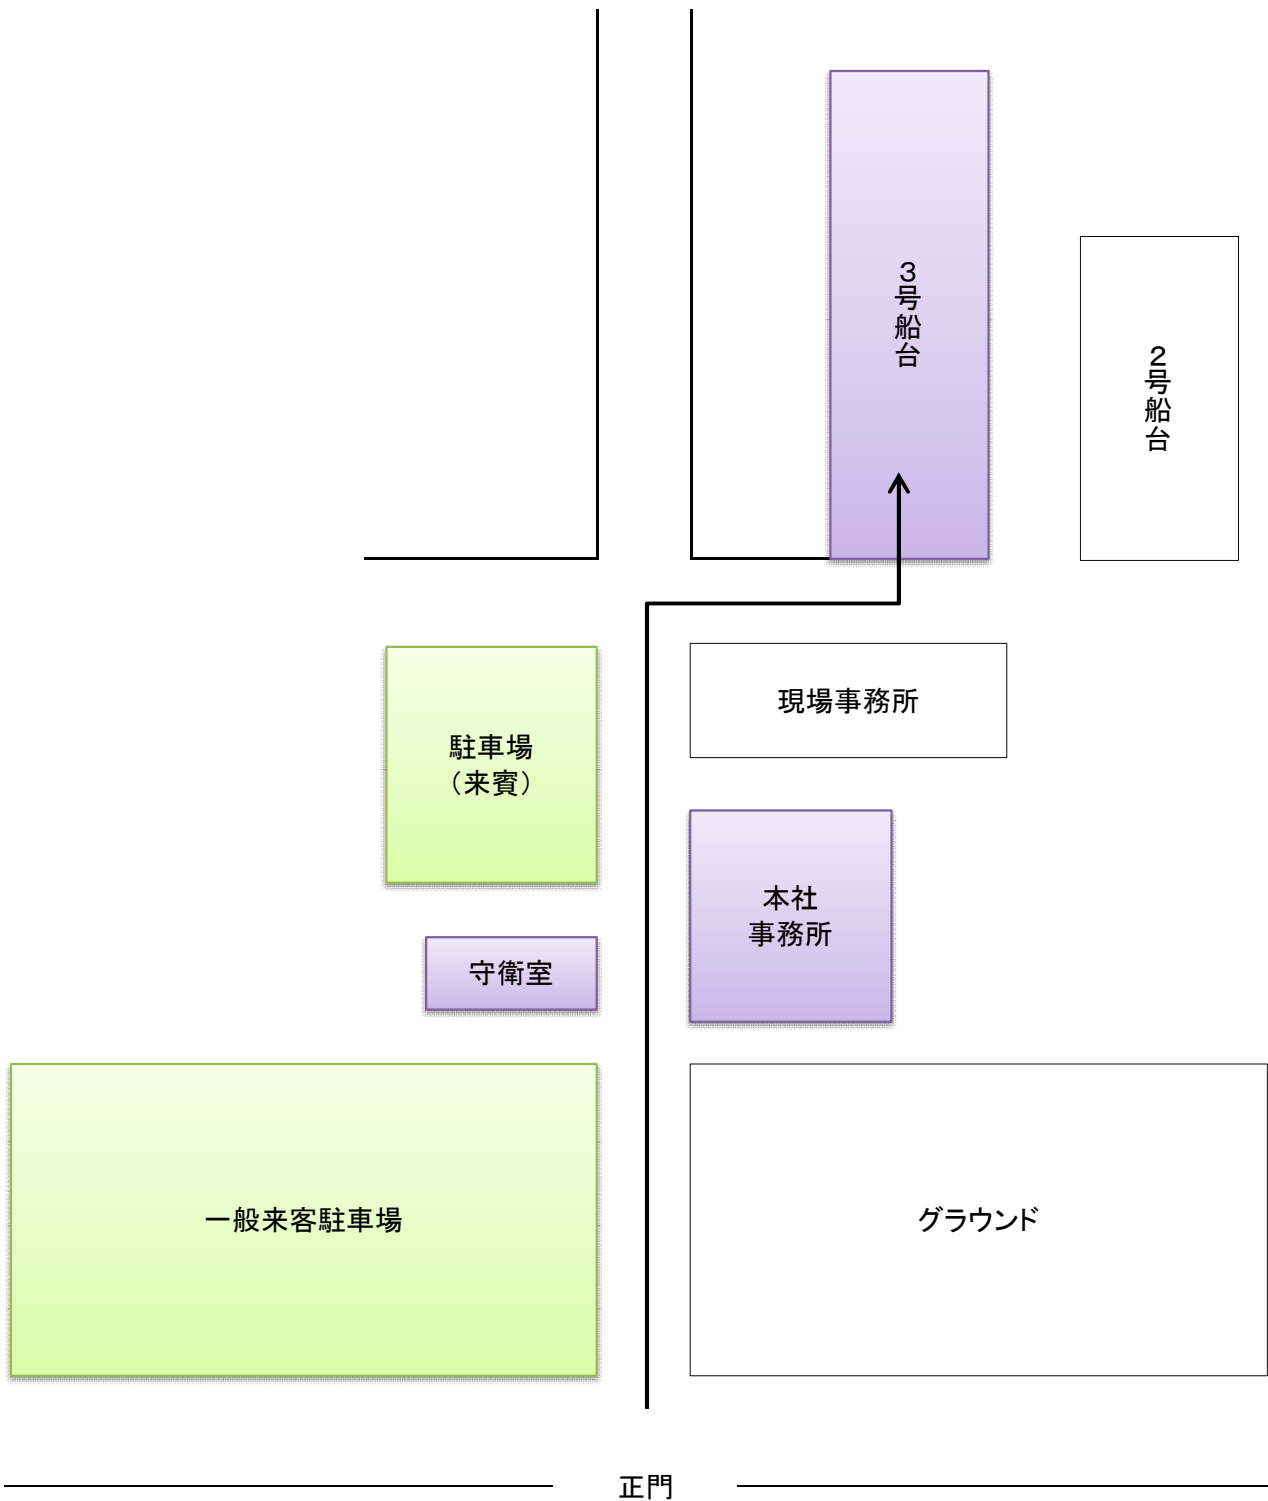 3号船台
2号船台
現場事務所
駐車場
（来賓）
本社
事務所
守衛室
一般来客駐車場
グラウンド
正門